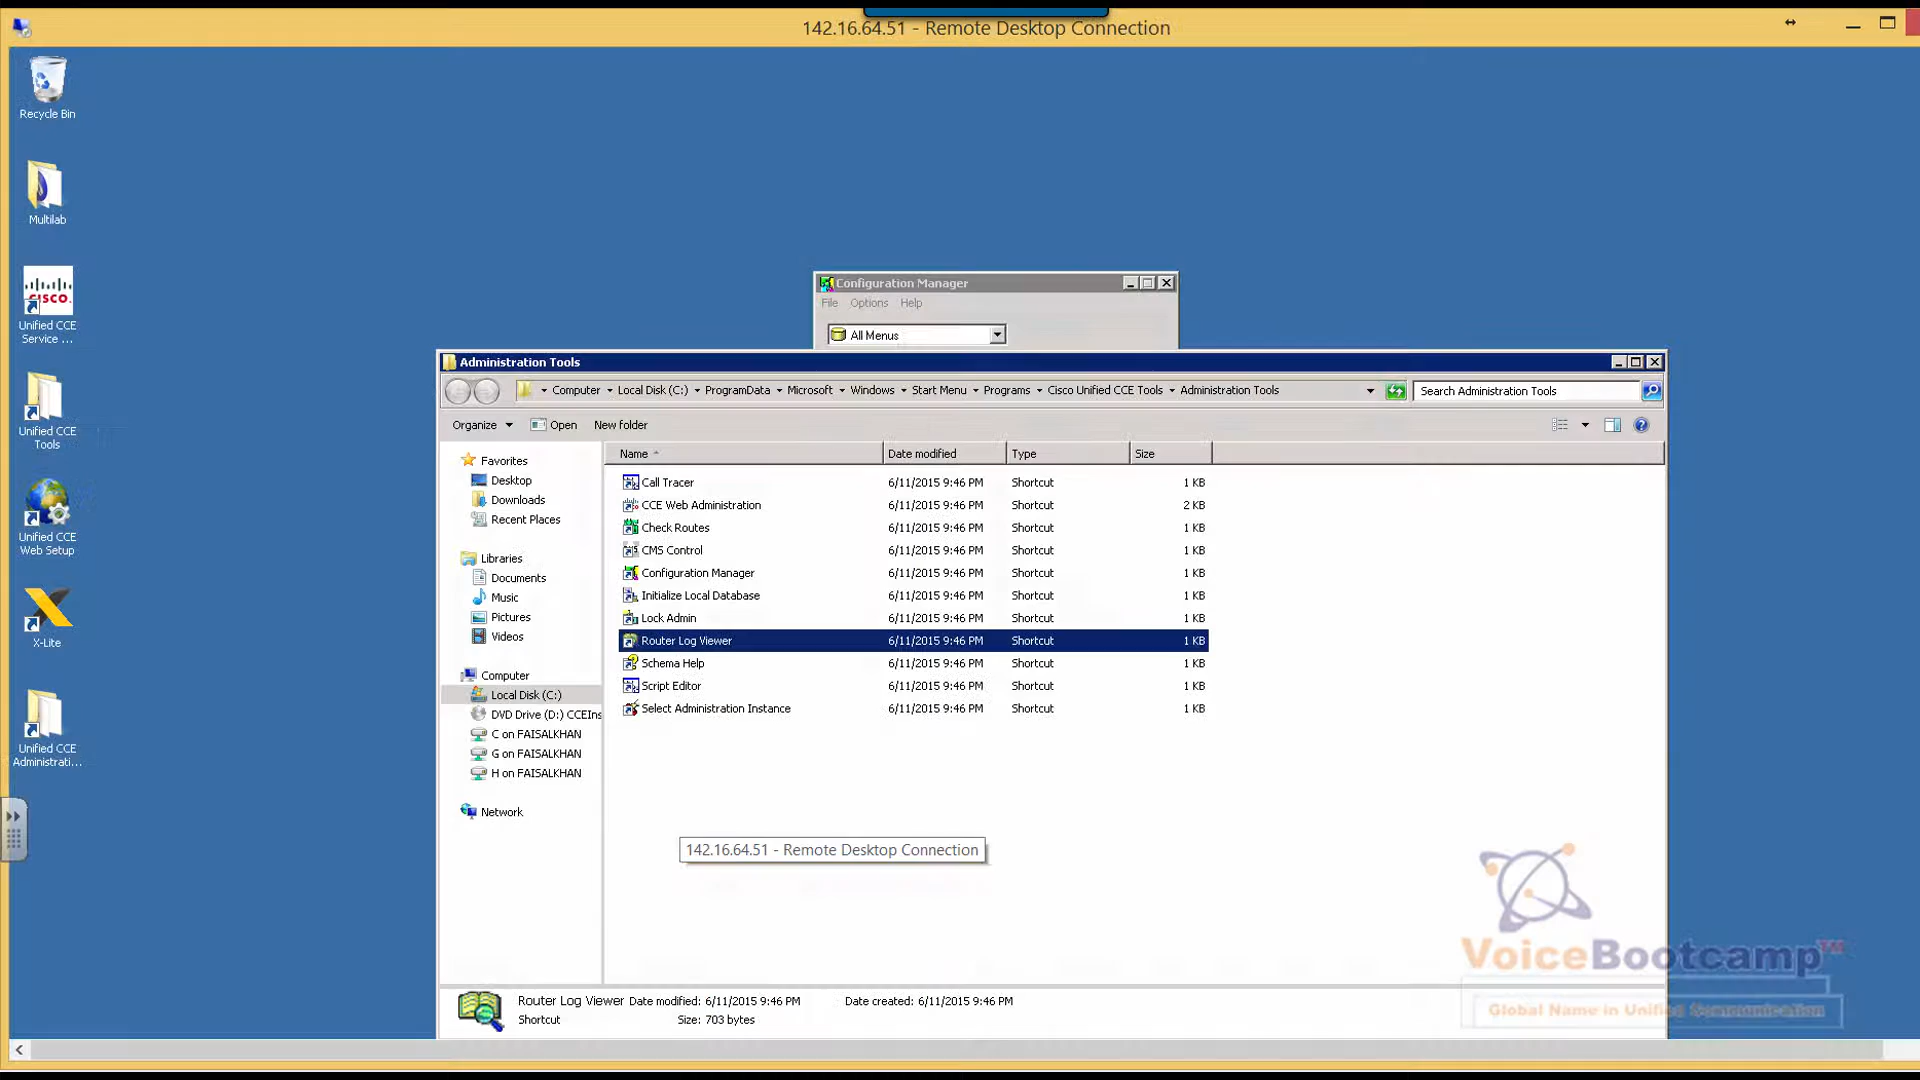 142.16.64.51 - Remote Desktop Connection
Recycle Bin
Multilab
CISCO.
Unified CCE
Service ...
Unified CCE
Tools
Unified CCE
Web Setup
X-Lite
Unified CCE
Administrati...
Configuration Manager
File Options Help
All Menus
Administration Tools
Computer Local Disk (C:) ProgramData Microsoft Windows Start Menu Programs Cisco Unified CCE Tools Administration Tools
Search Administration Tools
Organize Open New folder
Favorites
Desktop
Downloads
Recent Places
Libraries
Documents
Music
Pictures
Videos
Computer
Local Disk (C:)
DVD Drive (D:) CCEIns
C on FAISALKHAN
G on FAISALKHAN
H on FAISALKHAN
Network
Name Date modified Type Size
Call Tracer 6/11/2015 9:46 PM Shortcut 1 KB
CCE Web Administration 6/11/2015 9:46 PM Shortcut 2 KB
Check Routes 6/11/2015 9:46 PM Shortcut 1 KB
CMS Control 6/11/2015 9:46 PM Shortcut 1 KB
Configuration Manager 6/11/2015 9:46 PM Shortcut 1 KB
Initialize Local Database 6/11/2015 9:46 PM Shortcut 1 KB
Lock Admin 6/11/2015 9:46 PM Shortcut 1 KB
Router Log Viewer 6/11/2015 9:46 PM Shortcut 1 KB
Schema Help 6/11/2015 9:46 PM Shortcut 1 KB
Script Editor 6/11/2015 9:46 PM Shortcut 1 KB
Select Administration Instance 6/11/2015 9:46 PM Shortcut 1 KB
142.16.64.51 - Remote Desktop Connection
Router Log Viewer Date modified: 6/11/2015 9:46 PM Date created: 6/11/2015 9:46 PM
Shortcut Size: 703 bytes
VoiceBootcamp™
Global Name in Unified Communication